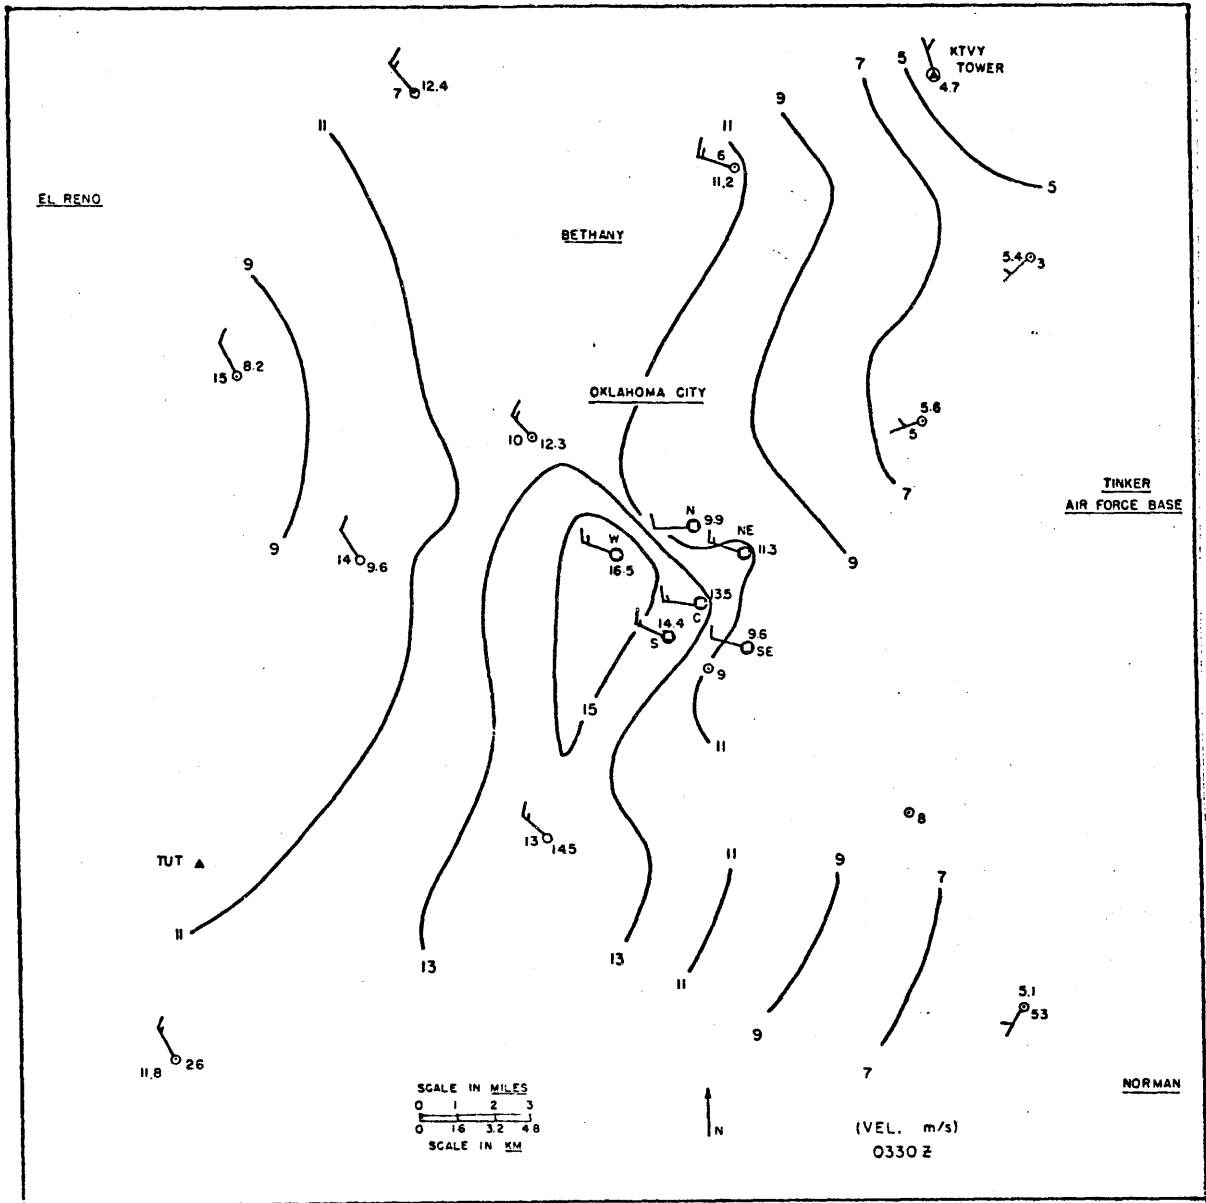 KTVY
TOWER
4.7
7 12.4
7
5
9
11
11
6
11.2
5
EL RENO
BETHANY
5.4 3
9
8.2
15
OKLAHOMA CITY
5.6
5
10 12.3
7
TINKER
AIR FORCE BASE
N 9.9
NE
11.3
W
16.5
9
14 9.6
9
13.5
C
14.4
S
9.6
SE
9
15
11
8
13 14.5
TUT
11
9
7
11
13
13
11
9
7
5.1
53
11.8 26
NORMAN
SCALE IN MILES
0 1 2 3
0 1.6 3.2 4.8
SCALE IN KM
N
(VEL. m/s)
0330 Z